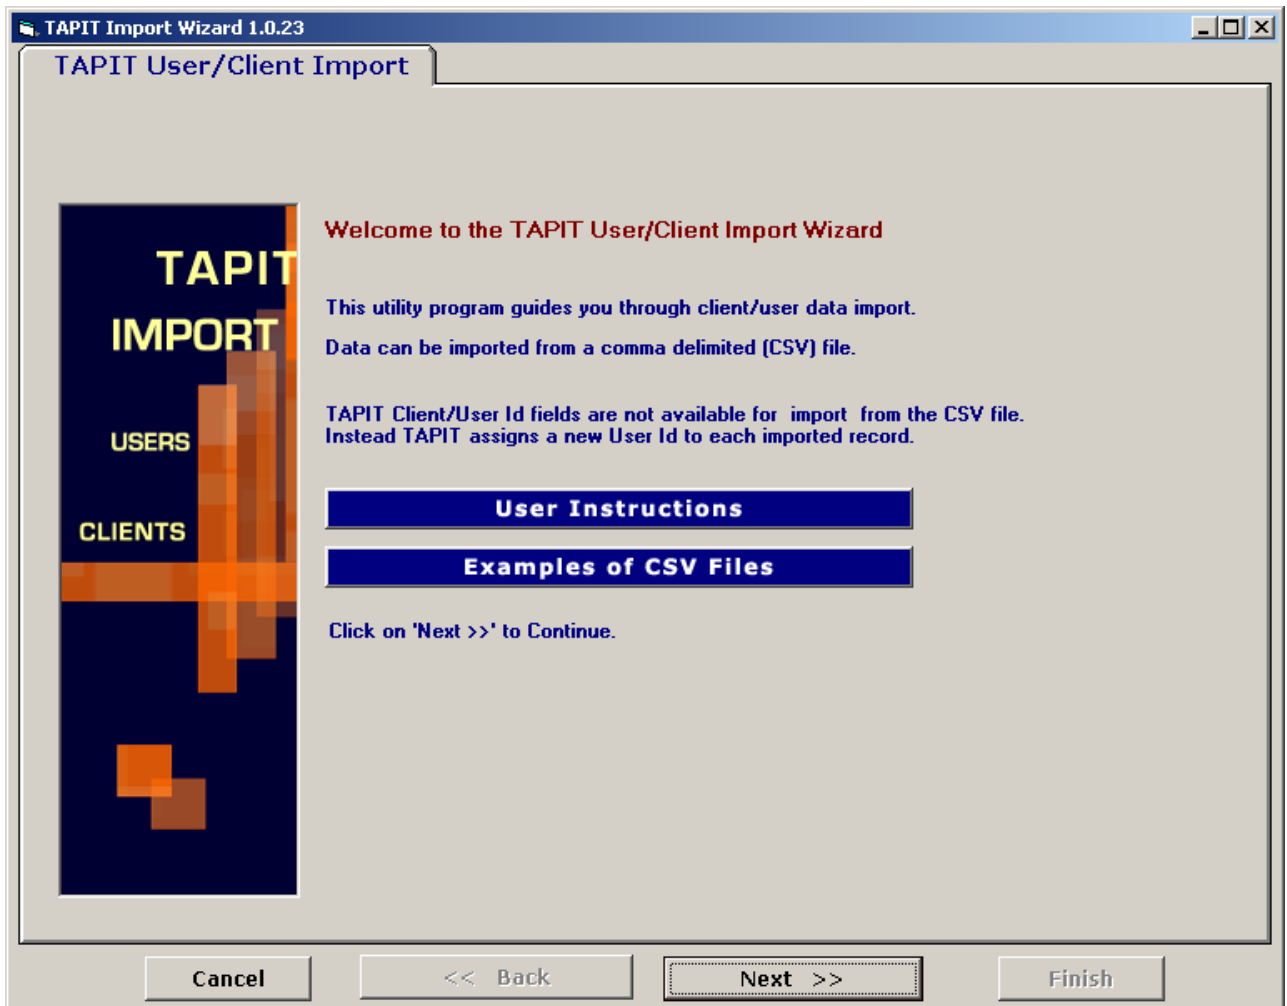 TAPIT Import Wizard 1.0.23
TAPIT User/Client Import
TAPIT
IMPORT
USERS
CLIENTS
Welcome to the TAPIT User/Client Import Wizard
This utility program guides you through client/user data import.
Data can be imported from a comma delimited (CSV) file.
TAPIT Client/User Id fields are not available for import from the CSV file.
Instead TAPIT assigns a new User Id to each imported record.
User Instructions
Examples of CSV Files
Click on 'Next >>' to Continue.
Cancel
<< Back
Next >>
Finish